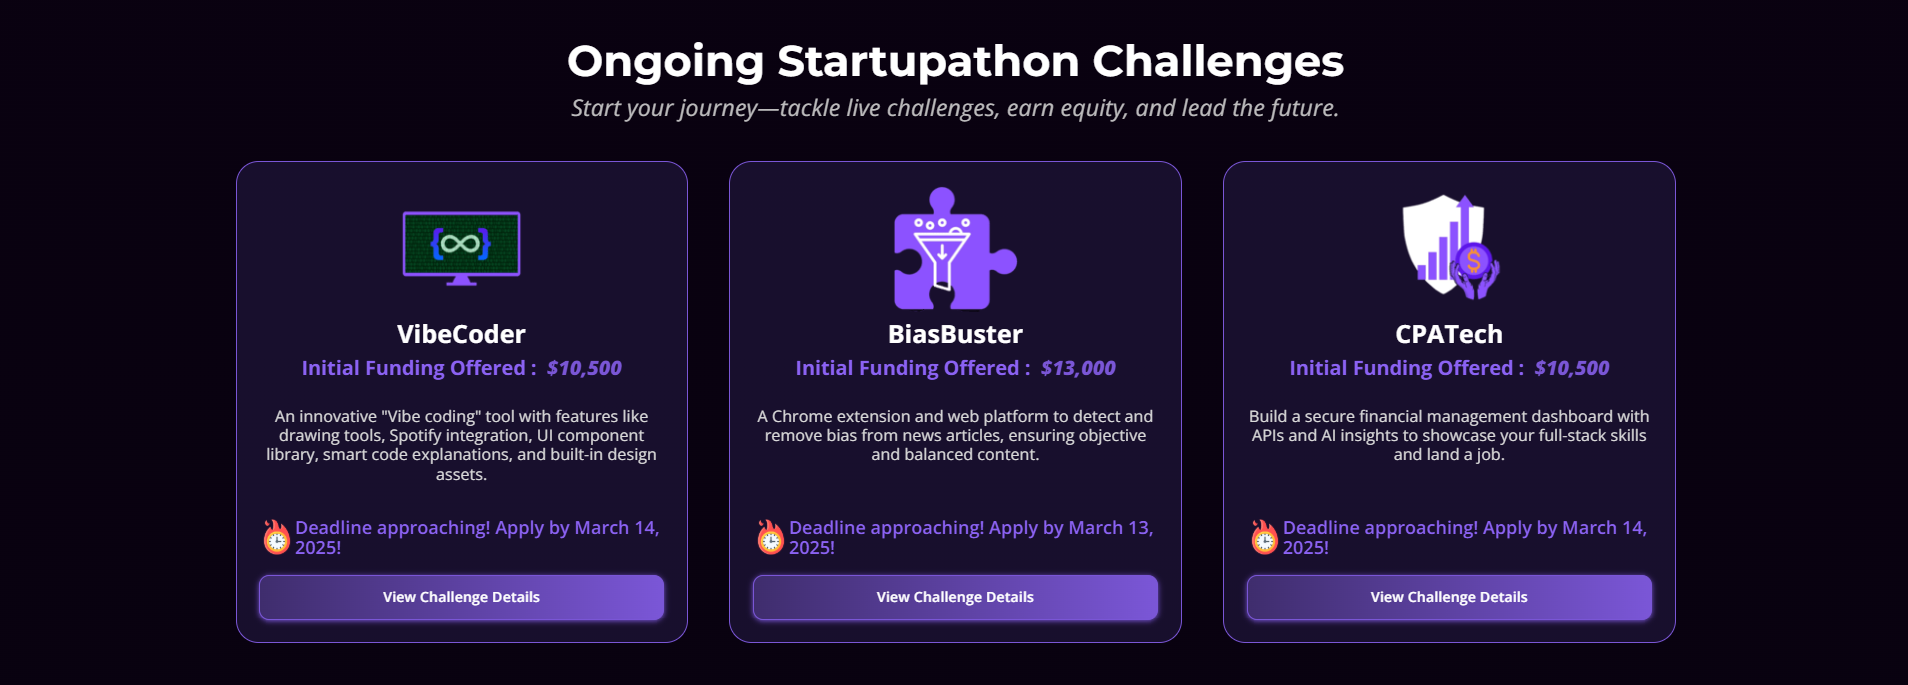 Ongoing Startupathon Challenges
Start your journey—tackle live challenges, earn equity, and lead the future.
{∞}
VibeCoder
Initial Funding Offered : $10,500
An innovative "Vibe coding" tool with features like
drawing tools, Spotify integration, UI component
library, smart code explanations, and built-in design
assets.
Deadline approaching! Apply by March 14,
2025!
View Challenge Details
BiasBuster
Initial Funding Offered : $13,000
A Chrome extension and web platform to detect and
remove bias from news articles, ensuring objective
and balanced content.
Deadline approaching! Apply by March 13,
2025!
View Challenge Details
$
CPATech
Initial Funding Offered : $10,500
Build a secure financial management dashboard with
APIs and AI insights to showcase your full-stack skills
and land a job.
Deadline approaching! Apply by March 14,
2025!
View Challenge Details